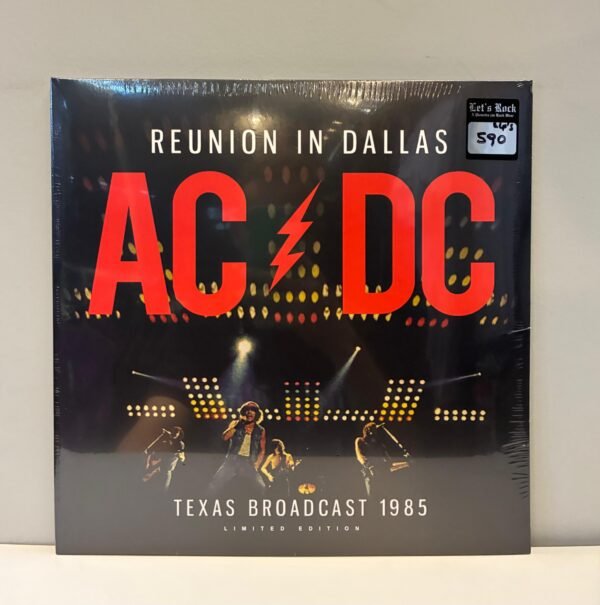 Let's Rock
590
REUNION IN DALLAS
AC DC
TEXAS BROADCAST 1985
LIMITED EDITION